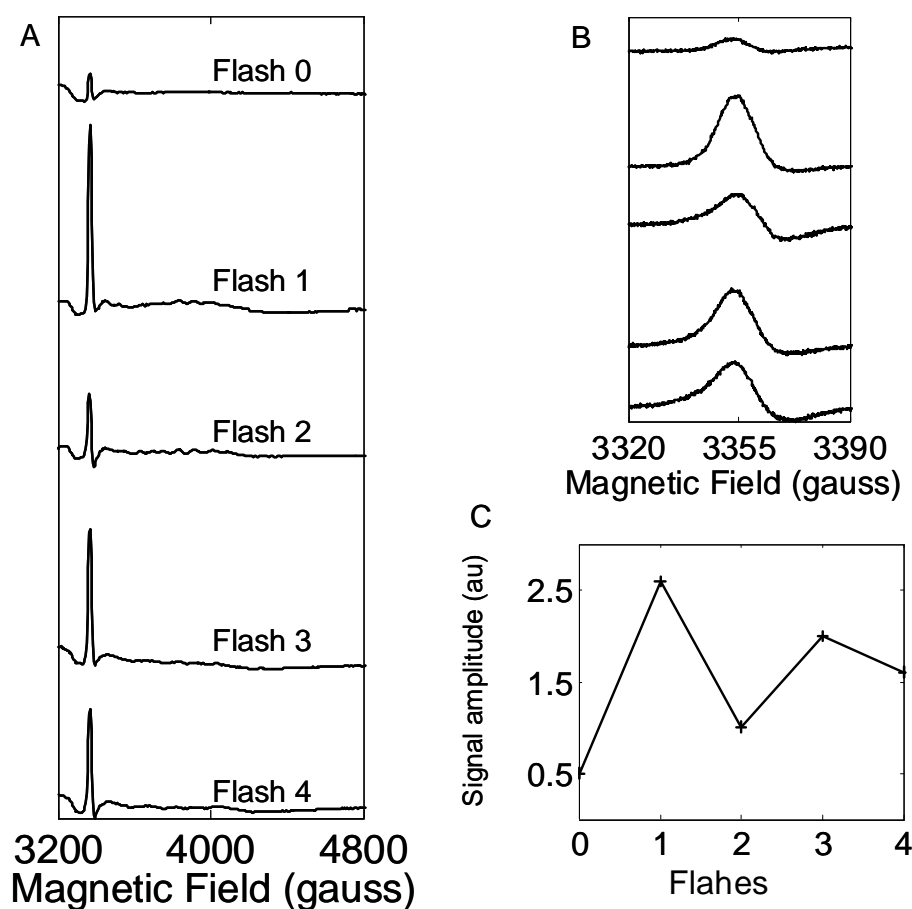 A
Flash 0
Flash 1
Flash 2
Flash 3
Flash 4
3200 4000 4800
Magnetic Field (gauss)
B
3320 3355 3390
Magnetic Field (gauss)
C
Signal amplitude (au)
2.5
1.5
0.5
0 1 2 3 4
Flahes